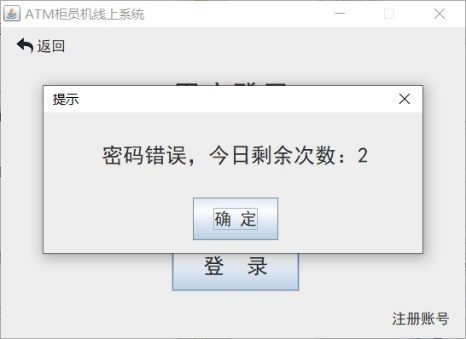 ATM柜员机线上系统
返回
提示
密码错误，今日剩余次数：2
确 定
登 录
注册账号